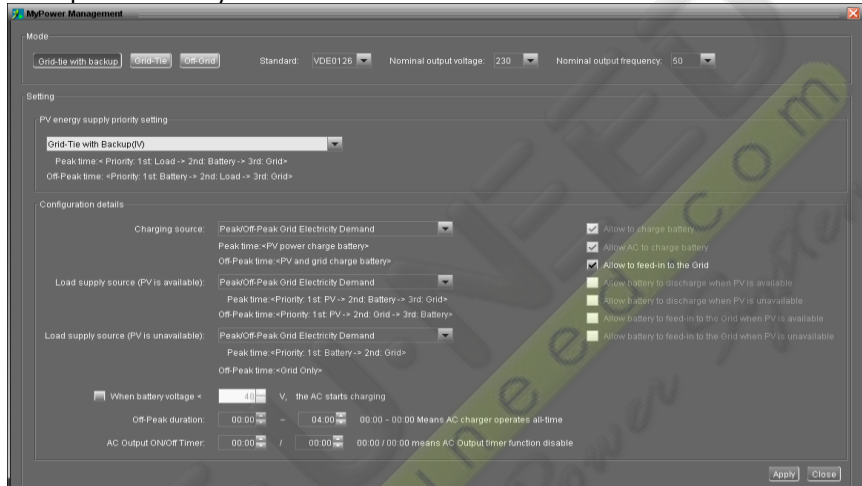 MyPower Management
Mode
Grid-tie with backup Grid-Tie Off-Grid Standard: VDE0126 Nominal output voltage: 230 Nominal output frequency: 50
Setting
PV energy supply priority setting
Grid-Tie with Backup(IV)
Peak time:< Priority: 1st: Load -> 2nd: Battery -> 3rd: Grid>
Off-Peak time: <Priority: 1st: Battery -> 2nd: Load -> 3rd: Grid>
Configuration details
Charging source: Peak/Off-Peak Grid Electricity Demand
Peak time:<PV power charge battery>
Off-Peak time:<PV and grid charge battery>
Load supply source (PV is available): Peak/Off-Peak Grid Electricity Demand
Peak time:<Priority: 1st: PV -> 2nd: Battery -> 3rd: Grid>
Off-Peak time:<Priority: 1st: PV -> 2nd: Grid -> 3rd: Battery>
Load supply source (PV is unavailable): Peak/Off-Peak Grid Electricity Demand
Peak time:<Priority: 1st: Battery -> 2nd: Grid>
Off-Peak time:<Grid Only>
When battery voltage < 48 V, the AC starts charging
Off-Peak duration: 00:00 – 04:00 00:00 – 00:00 Means AC charger operates all-time
AC Output ON/Off Timer: 00:00 / 00:00 00:00 / 00:00 means AC Output timer function disable
Allow to charge battery
Allow AC to charge battery
Allow to feed-in to the Grid
Allow battery to discharge when PV is available
Allow battery to discharge when PV is unavailable
Allow battery to feed-in to the Grid when PV is available
Allow battery to feed-in to the Grid when PV is unavailable
Apply Close